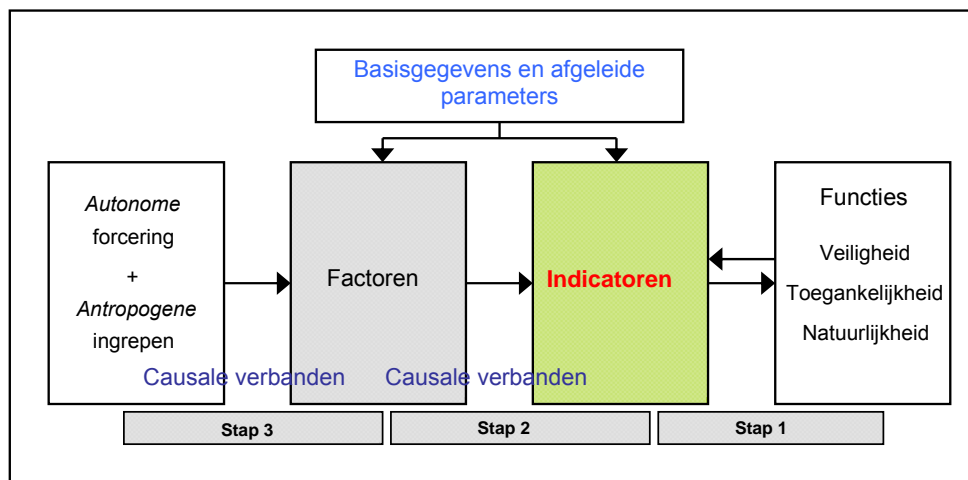 Basisgegevens en afgeleide
parameters
Autonome
forcering
+
Antropogene
ingrepen
Factoren
Indicatoren
Functies
Veiligheid
Toegankelijkheid
Natuurlijkheid
Causale verbanden
Causale verbanden
Stap 3
Stap 2
Stap 1